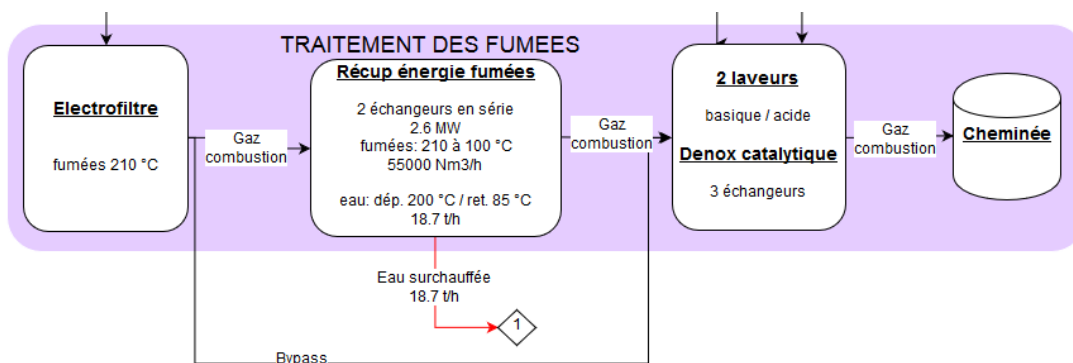 TRAITEMENT DES FUMEES
Electrofiltre
fumées 210 °C
Gaz
combustion
Récup énergie fumées
2 échangeurs en série
2.6 MW
fumées: 210 à 100 °C
55000 Nm3/h
eau: dép. 200 °C / ret. 85 °C
18.7 t/h
Gaz
combustion
2 laveurs
basique / acide
Denox catalytique
3 échangeurs
Gaz
combustion
Cheminée
Eau surchauffée
18.7 t/h
1
Bypass